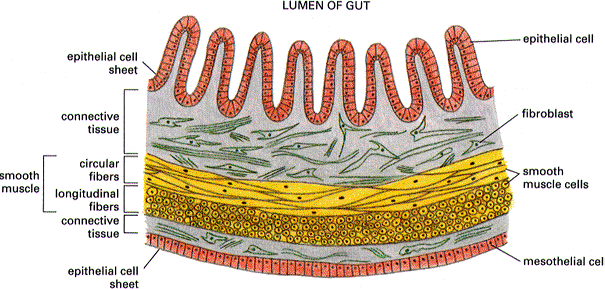 LUMEN OF GUT
epithelial cell
sheet
connective
tissue
smooth
muscle
circular
fibers
longitudinal
fibers
connective
tissue
epithelial cell
sheet
epithelial cell
fibroblast
smooth
muscle cells
mesothelial cell